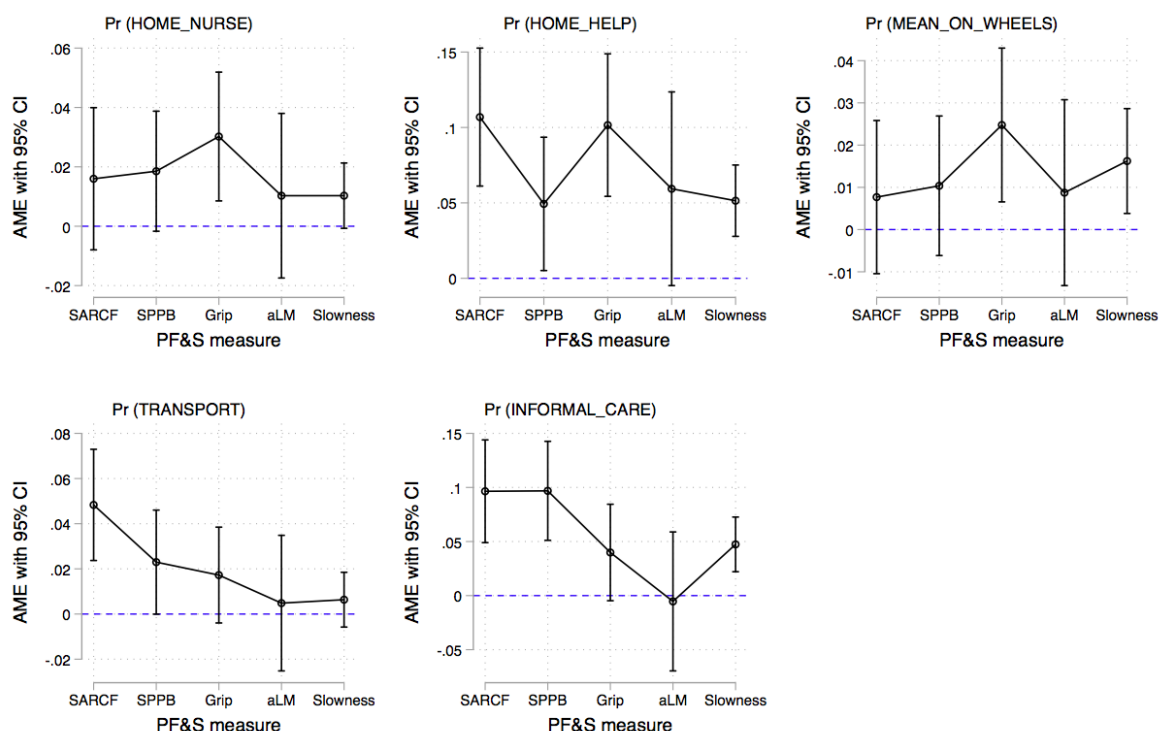 Pr (HOME_NURSE)
.06
.04
.02
0
-.02
AME with 95% CI
SARCF SPPB Grip aLM Slowness
PF&S measure
Pr (HOME_HELP)
.15
.1
.05
0
AME with 95% CI
SARCF SPPB Grip aLM Slowness
PF&S measure
Pr (MEAN_ON_WHEELS)
.04
.03
.02
.01
0
-.01
AME with 95% CI
SARCF SPPB Grip aLM Slowness
PF&S measure
Pr (TRANSPORT)
.08
.06
.04
.02
0
-.02
AME with 95% CI
SARCF SPPB Grip aLM Slowness
PF&S measure
Pr (INFORMAL_CARE)
.15
.1
.05
0
-.05
AME with 95% CI
SARCF SPPB Grip aLM Slowness
PF&S measure